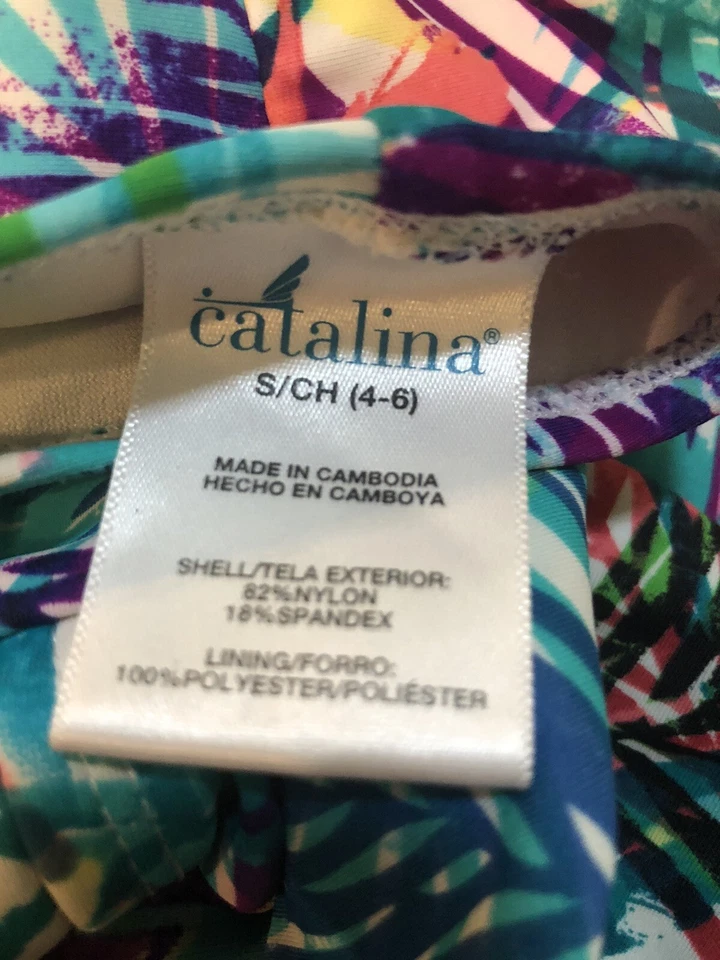 catalina®
S/CH (4-6)
MADE IN CAMBODIA
HECHO EN CAMBOYA
SHELL/TELA EXTERIOR:
82%NYLON
18%SPANDEX
LINING/FORRO:
100%POLYESTER/POLIÉSTER